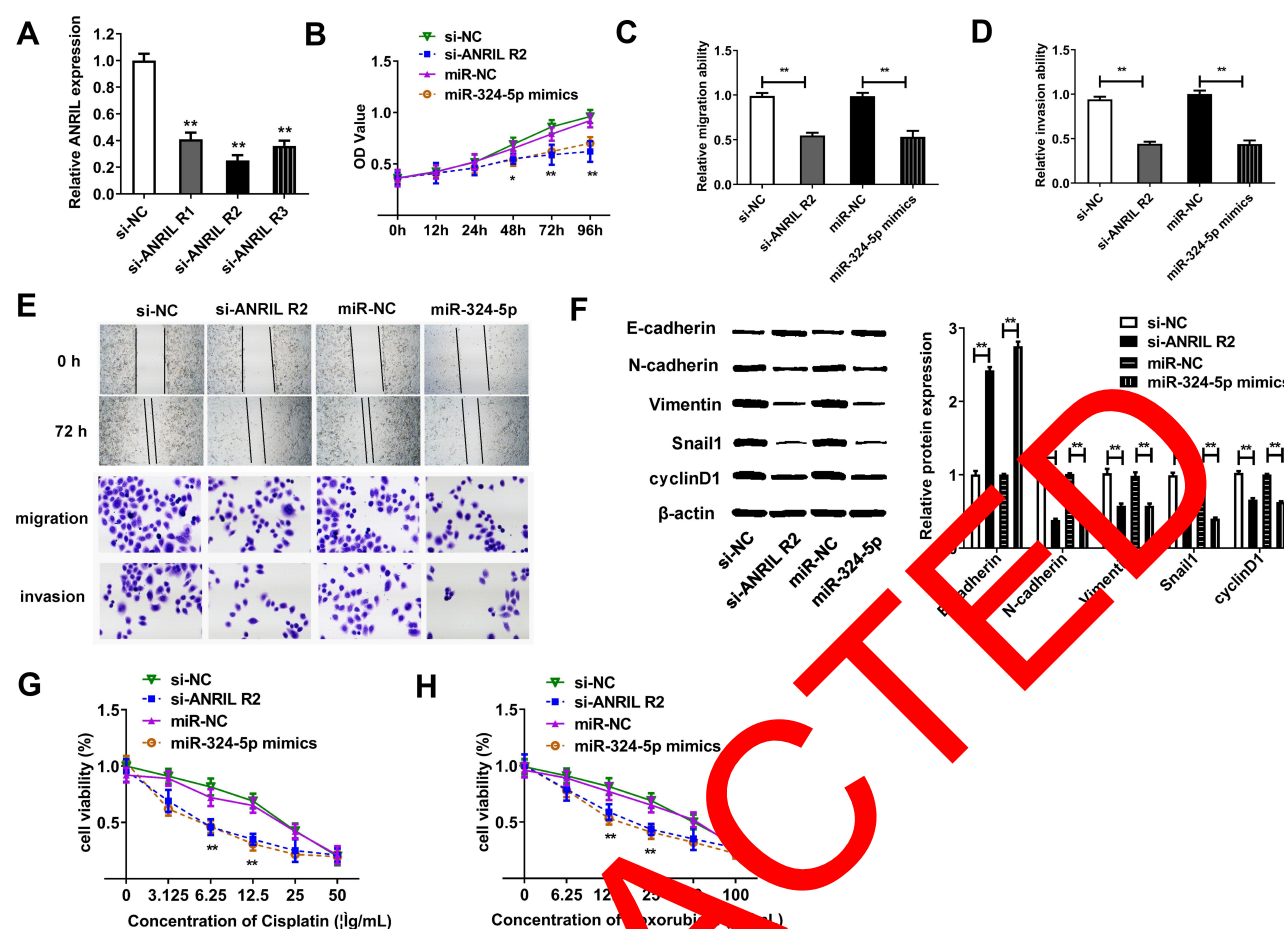 A
Relative ANRIL expression
1.2
1.0
0.8
0.6
0.4
0.2
0.0
**
**
**
si-NC
si-ANRIL R1
si-ANRIL R2
si-ANRIL R3
B
si-NC
si-ANRIL R2
miR-NC
miR-324-5p mimics
OD Value
1.5
1.0
0.5
*
**
**
0h 12h 24h 48h 72h 96h
C
Relative migration ability
1.5
1.0
0.5
0.0
**
**
si-NC
si-ANRIL R2
miR-NC
miR-324-5p mimics
D
Relative invasion ability
1.5
1.0
0.5
0.0
**
**
si-NC
si-ANRIL R2
miR-NC
miR-324-5p mimics
E
si-NC si-ANRIL R2 miR-NC miR-324-5p
0 h
72 h
migration
invasion
F
E-cadherin
N-cadherin
Vimentin
Snail1
cyclinD1
β-actin
si-NC
si-ANRIL R2
miR-NC
miR-324-5p
Relative protein expression
3
2
1
si-NC
si-ANRIL R2
miR-NC
miR-324-5p mimics
**
**
**
**
**
**
**
**
N-cadherin
Snail1
cyclinD1
G
si-NC
si-ANRIL R2
miR-NC
miR-324-5p mimics
cell viability (%)
1.5
1.0
0.5
**
**
0 3.125 6.25 12.5 25 50
Concentration of Cisplatin (¦Ìg/mL)
H
si-NC
si-ANRIL R2
miR-NC
miR-324-5p mimics
cell viability (%)
1.5
1.0
0.5
**
**
0 6.25 100
Concentration of
ACTED